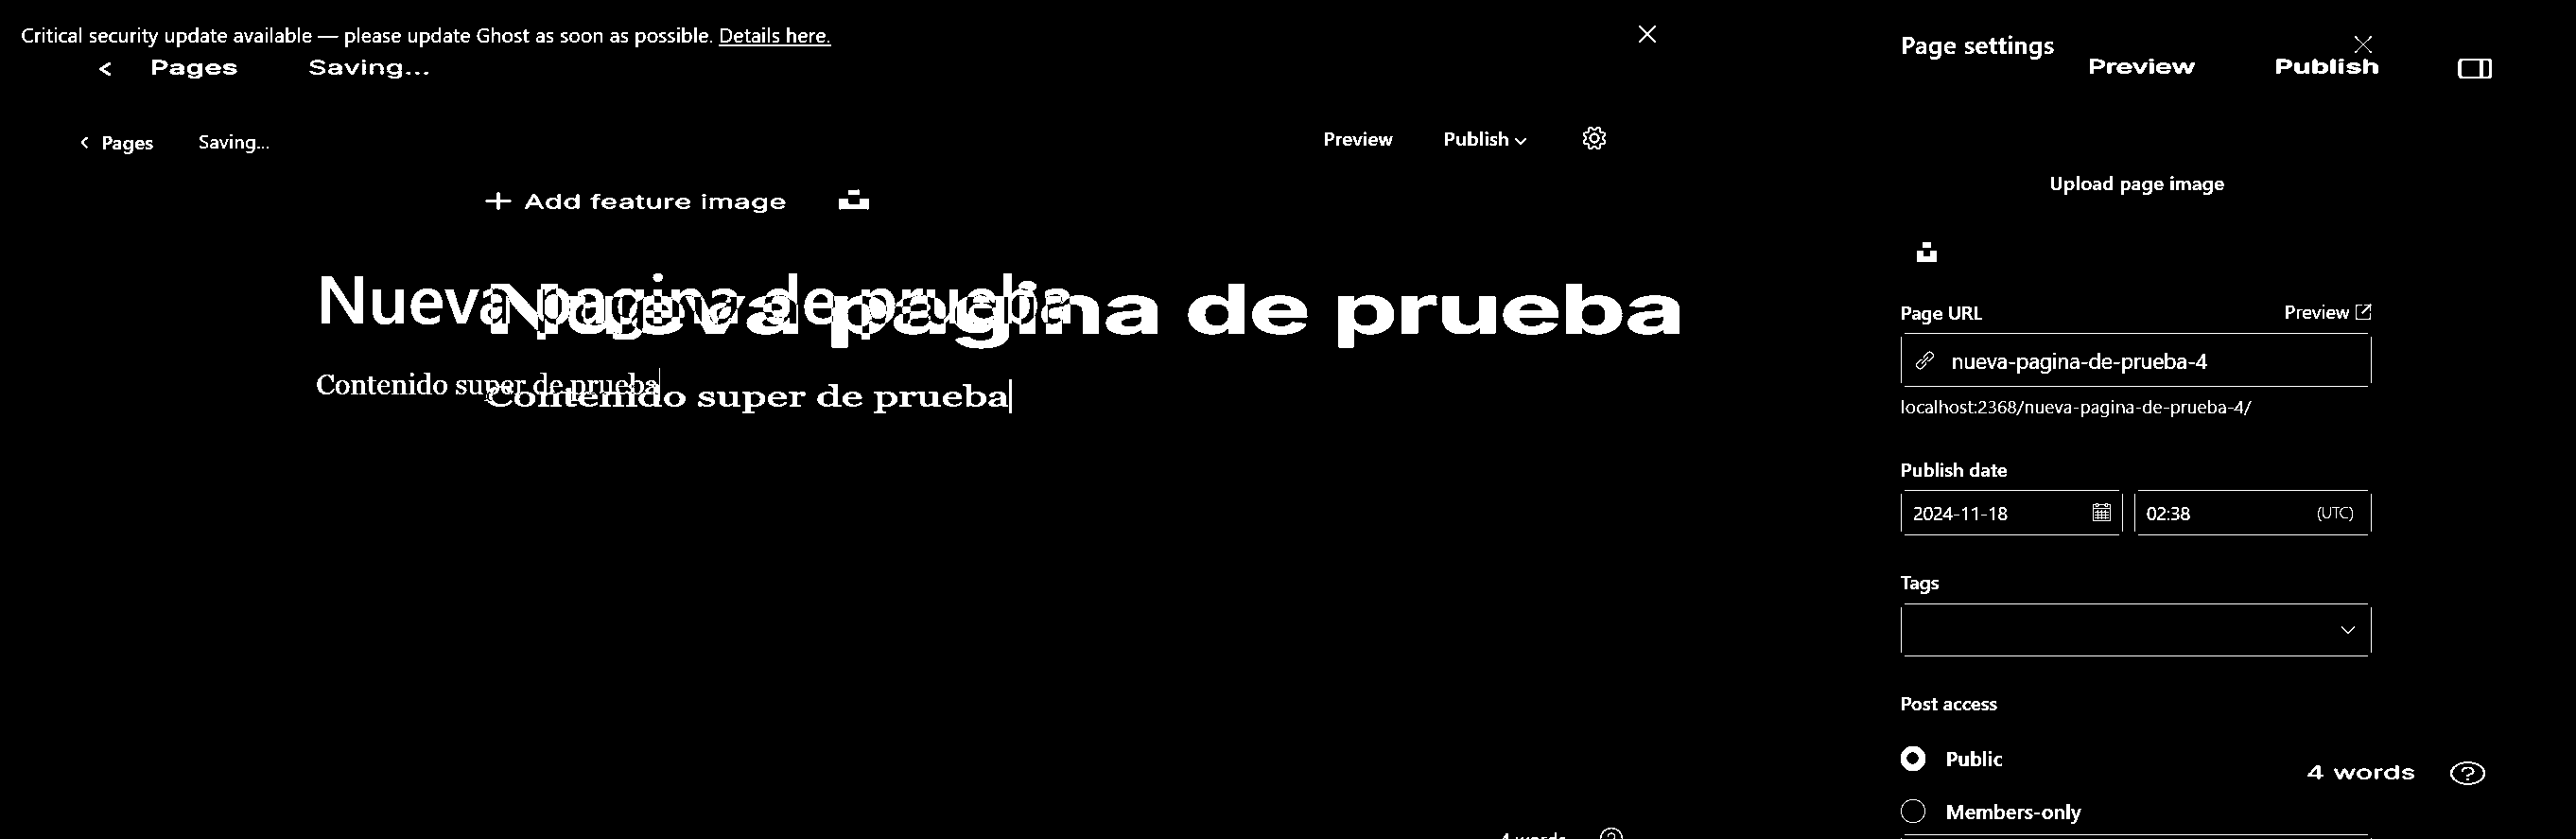 Critical security update available — please update Ghost as soon as possible. Details here.
Page settings
Pages Saving... Preview Publish
Pages Saving... Preview Publish
Upload page image
+ Add feature image
Nueva pagina de prueba
Nueva pagina de prueba
Page URL Preview
nueva-pagina-de-prueba-4
Contenido super de prueba
Contenido super de prueba
localhost:2368/nueva-pagina-de-prueba-4/
Publish date
2024-11-18 02:38 (UTC)
Tags
Post access
Public
4 words
Members-only
4 words